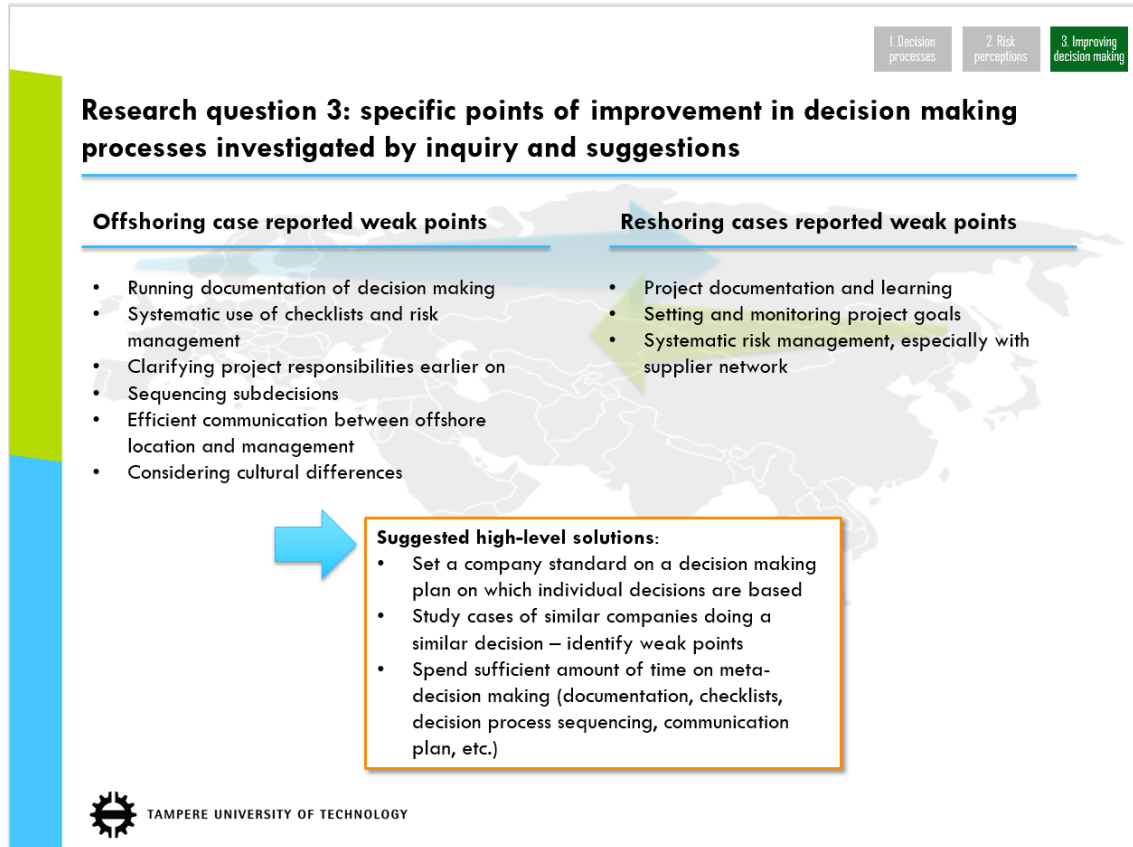 1. Decision
processes
2. Risk
perceptions
3. Improving
decision making
Research question 3: specific points of improvement in decision making
processes investigated by inquiry and suggestions
Offshoring case reported weak points
• Running documentation of decision making
• Systematic use of checklists and risk
management
• Clarifying project responsibilities earlier on
• Sequencing subdecisions
• Efficient communication between offshore
location and management
• Considering cultural differences
Reshoring cases reported weak points
• Project documentation and learning
• Setting and monitoring project goals
• Systematic risk management, especially with
supplier network
Suggested high-level solutions:
• Set a company standard on a decision making
plan on which individual decisions are based
• Study cases of similar companies doing a
similar decision – identify weak points
• Spend sufficient amount of time on meta-
decision making (documentation, checklists,
decision process sequencing, communication
plan, etc.)
TAMPERE UNIVERSITY OF TECHNOLOGY